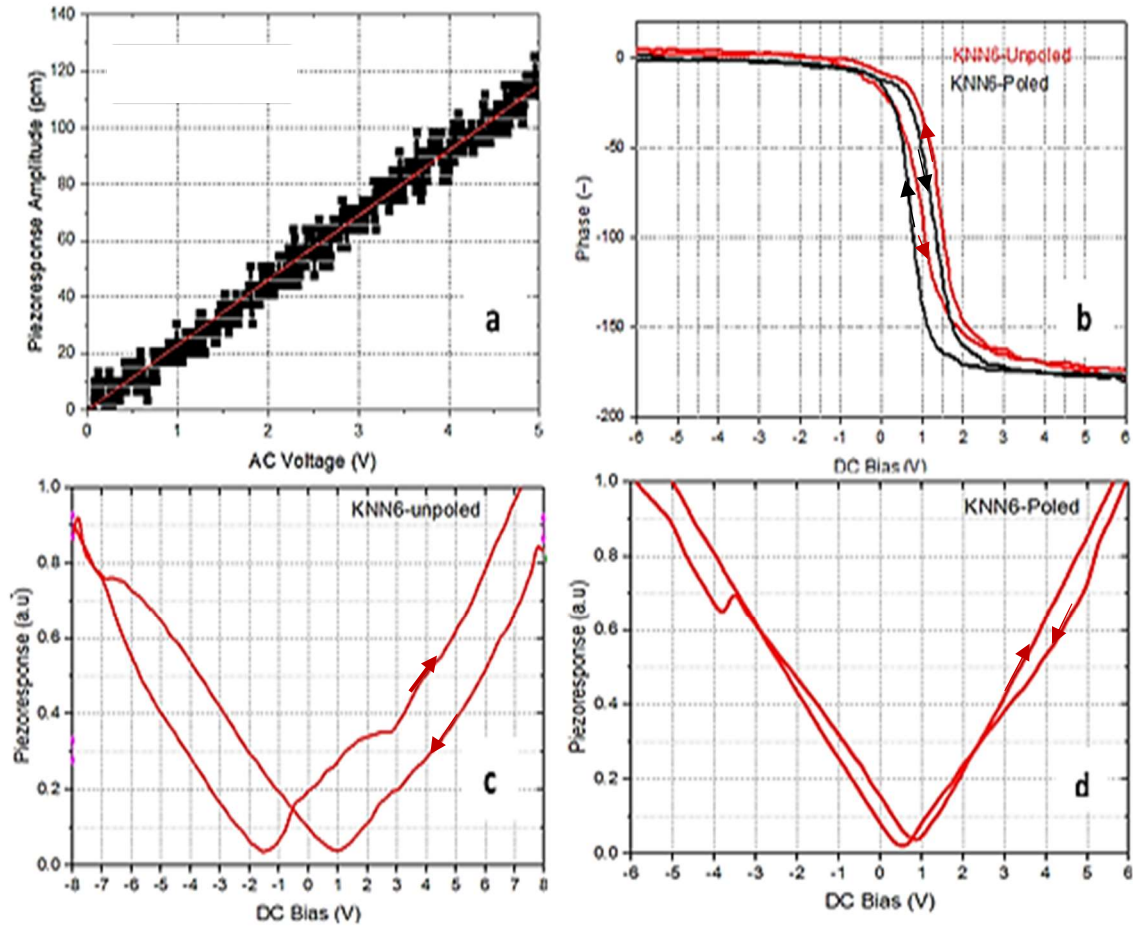 140
120
100
80
60
40
20
0
Piezoresponse Amplitude (pm)
a
0 1 2 3 4 5
AC Voltage (V)
0
-50
-100
-150
-200
Phase (–)
KNN6-Unpoled
KNN6-Poled
b
-6 -5 -4 -3 -2 -1 0 1 2 3 4 5 6
DC Bias (V)
1.0
0.8
0.6
0.4
0.2
0.0
Piezoresponse (a.u)
KNN6-unpoled
c
-8 -7 -6 -5 -4 -3 -2 -1 0 1 2 3 4 5 6 7 8
DC Bias (V)
1.0
0.8
0.6
0.4
0.2
0.0
Piezoresponse (a.u)
KNN6-Poled
d
-6 -5 -4 -3 -2 -1 0 1 2 3 4 5 6
DC Bias (V)